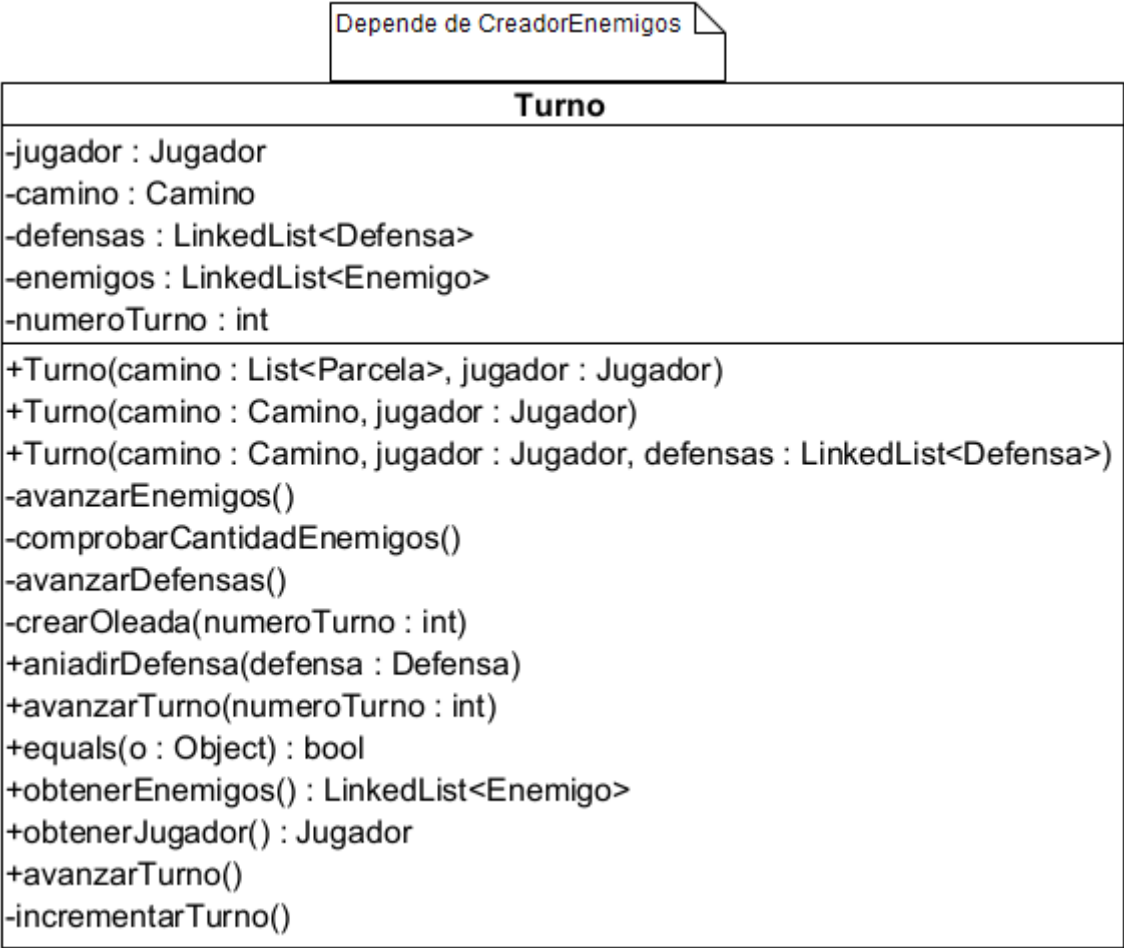 Depende de CreadorEnemigos
Turno
-jugador : Jugador
-camino : Camino
-defensas : LinkedList<Defensa>
-enemigos : LinkedList<Enemigo>
-numeroTurno : int
+Turno(camino : List<Parcela>, jugador : Jugador)
+Turno(camino : Camino, jugador : Jugador)
+Turno(camino : Camino, jugador : Jugador, defensas : LinkedList<Defensa>)
-avanzarEnemigos()
-comprobarCantidadEnemigos()
-avanzarDefensas()
-crearOleada(numeroTurno : int)
+aniadirDefensa(defensa : Defensa)
+avanzarTurno(numeroTurno : int)
+equals(o : Object) : bool
+obtenerEnemigos() : LinkedList<Enemigo>
+obtenerJugador() : Jugador
+avanzarTurno()
-incrementarTurno()